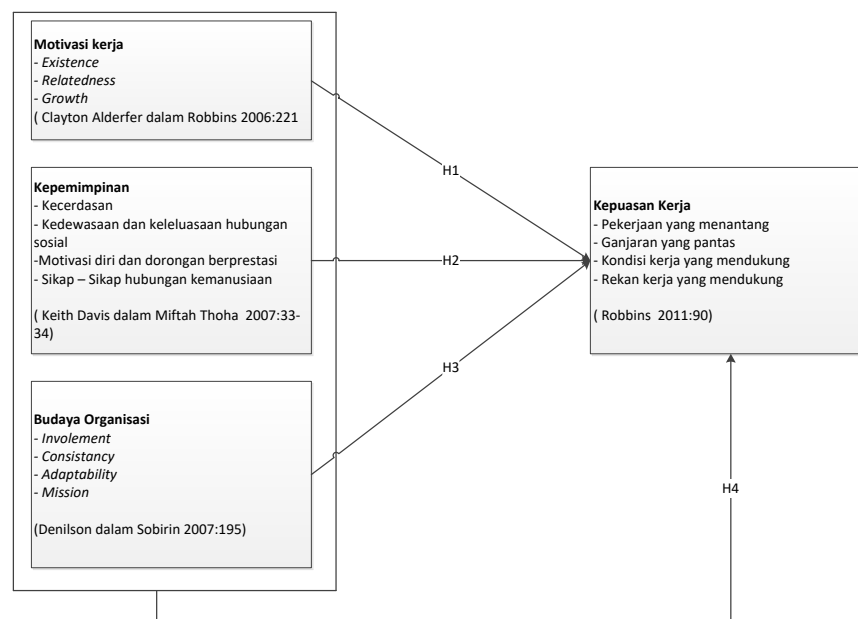 Motivasi kerja
- Existence
- Relatedness
- Growth
( Clayton Alderfer dalam Robbins 2006:221
Kepemimpinan
- Kecerdasan
- Kedewasaan dan keleluasaan hubungan
sosial
-Motivasi diri dan dorongan berprestasi
- Sikap – Sikap hubungan kemanusiaan
( Keith Davis dalam Miftah Thoha 2007:33-
34)
Budaya Organisasi
- Involement
- Consistancy
- Adaptability
- Mission
(Denilson dalam Sobirin 2007:195)
H1
H2
H3
Kepuasan Kerja
- Pekerjaan yang menantang
- Ganjaran yang pantas
- Kondisi kerja yang mendukung
- Rekan kerja yang mendukung
( Robbins 2011:90)
H4